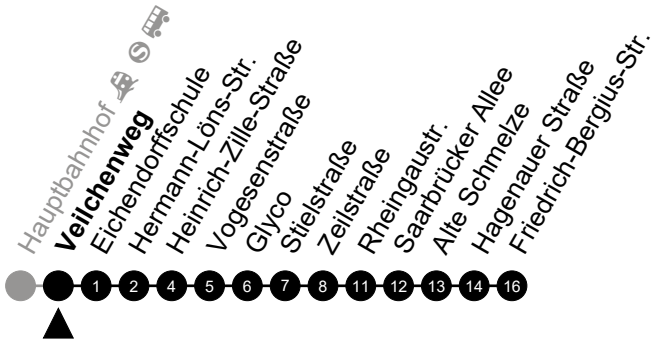 Hauptbahnhof S
Veilchenweg
Eichendorffschule
Hermann-Löns-Str.
Heinrich-Zille-Straße
Vogesenstraße
Glyco
Stielstraße
Zeilstraße
Rheingaustr.
Saarbrücker Allee
Alte Schmelze
Hagenauer Straße
Friedrich-Bergius-Str.
1 2 4 5 6 7 8 11 12 13 14 16